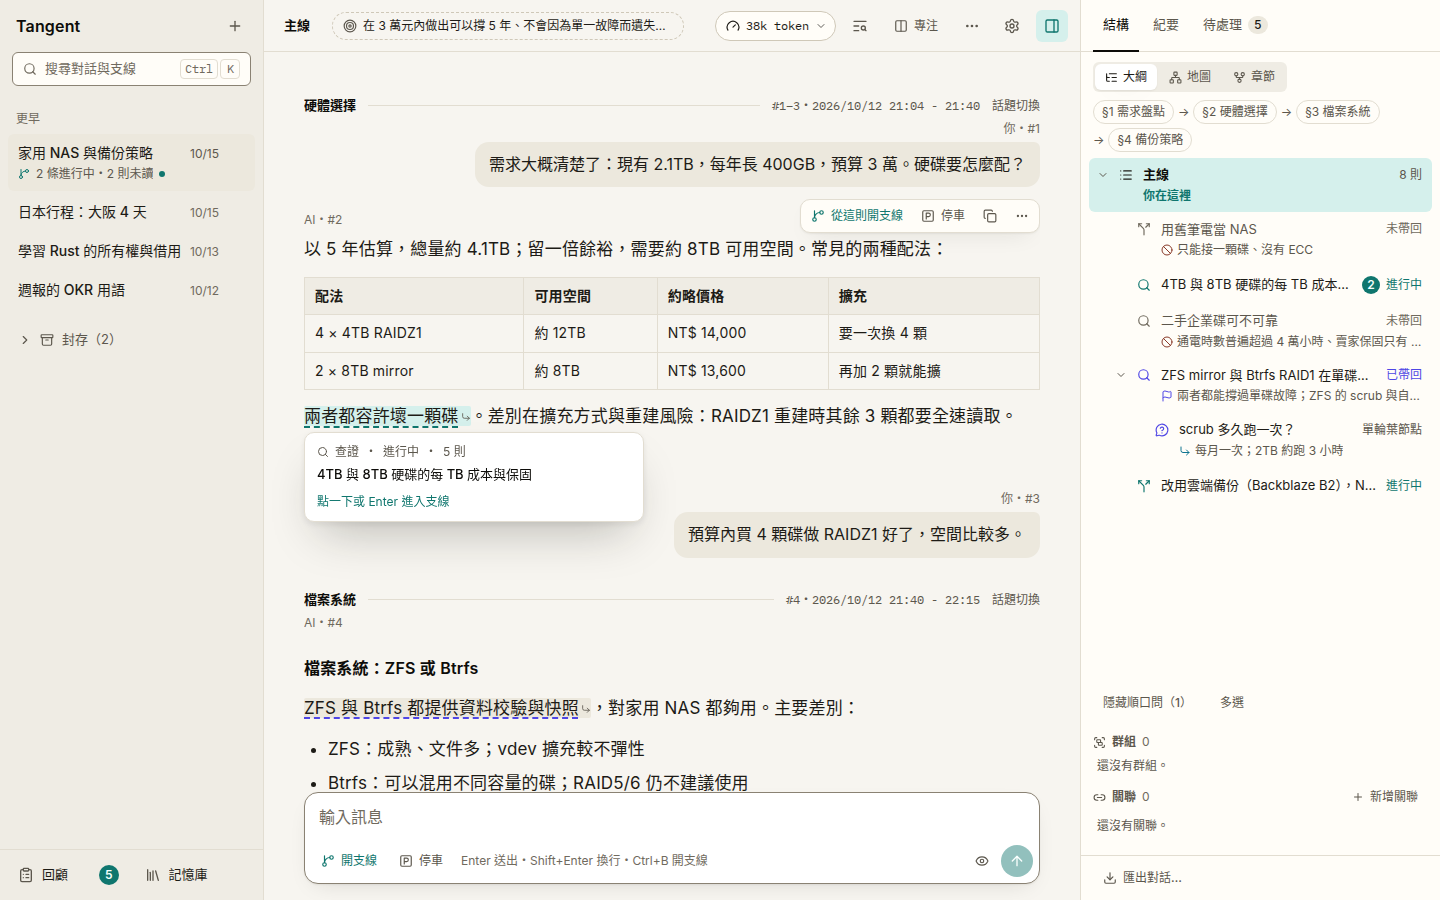 Tangent
搜尋對話與支線
Ctrl K
更早
家用 NAS 與備份策略 10/15
2 條進行中・2 則未讀
日本行程：大阪 4 天 10/15
學習 Rust 的所有權與借用 10/13
週報的 OKR 用語 10/12
封存（2）
回顧 5 記憶庫
主線
在 3 萬元內做出可以撐 5 年、不會因為單一故障而遺失...
38k token
專注
硬體選擇
#1–3・2026/10/12 21:04 - 21:40 話題切換
你・#1
需求大概清楚了：現有 2.1TB，每年長 400GB，預算 3 萬。硬碟要怎麼配？
AI・#2
從這則開支線 停車
以 5 年估算，總量約 4.1TB；留一倍餘裕，需要約 8TB 可用空間。常見的兩種配法：
配法 可用空間 約略價格 擴充
4 × 4TB RAIDZ1 約 12TB NT$ 14,000 要一次換 4 顆
2 × 8TB mirror 約 8TB NT$ 13,600 再加 2 顆就能擴
兩者都容許壞一顆碟。差別在擴充方式與重建風險：RAIDZ1 重建時其餘 3 顆都要全速讀取。
查證 ・ 進行中 ・ 5 則
4TB 與 8TB 硬碟的每 TB 成本與保固
點一下或 Enter 進入支線
你・#3
預算內買 4 顆碟做 RAIDZ1 好了，空間比較多。
檔案系統
#4・2026/10/12 21:40 - 22:15 話題切換
AI・#4
檔案系統：ZFS 或 Btrfs
ZFS 與 Btrfs 都提供資料校驗與快照，對家用 NAS 都夠用。主要差別：
• ZFS：成熟、文件多；vdev 擴充較不彈性
• Btrfs：可以混用不同容量的碟；RAID5/6 仍不建議使用
輸入訊息
開支線 停車 Enter 送出・Shift+Enter 換行・Ctrl+B 開支線
結構 紀要 待處理 5
大綱 地圖 章節
§1 需求盤點 → §2 硬體選擇 → §3 檔案系統
→ §4 備份策略
主線 8 則
你在這裡
用舊筆電當 NAS 未帶回
只能接一顆碟、沒有 ECC
4TB 與 8TB 硬碟的每 TB 成本... 2 進行中
二手企業碟可不可靠 未帶回
通電時數普遍超過 4 萬小時、賣家保固只有 ...
ZFS mirror 與 Btrfs RAID1 在單碟... 已帶回
兩者都能撐過單碟故障；ZFS 的 scrub 與自...
scrub 多久跑一次？ 單輪葉節點
每月一次；2TB 約跑 3 小時
改用雲端備份（Backblaze B2），N... 進行中
隱藏順口問（1） 多選
群組 0
還沒有群組。
關聯 0 新增關聯
還沒有關聯。
匯出對話...